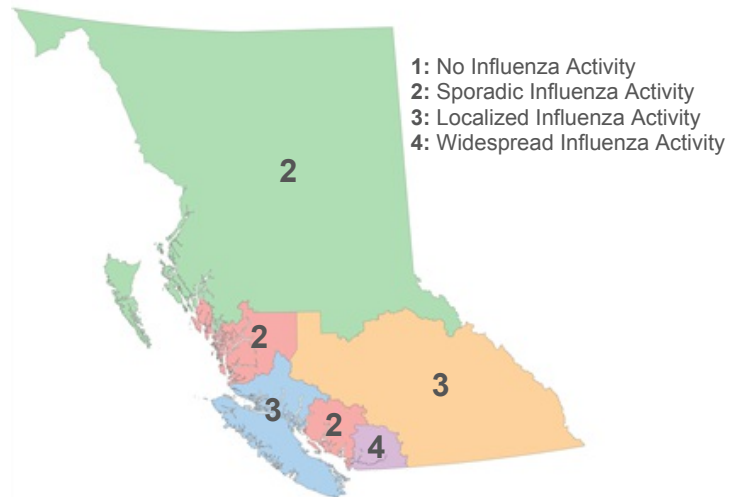 1: No Influenza Activity
2: Sporadic Influenza Activity
3: Localized Influenza Activity
4: Widespread Influenza Activity
2
2
3
3
2
4